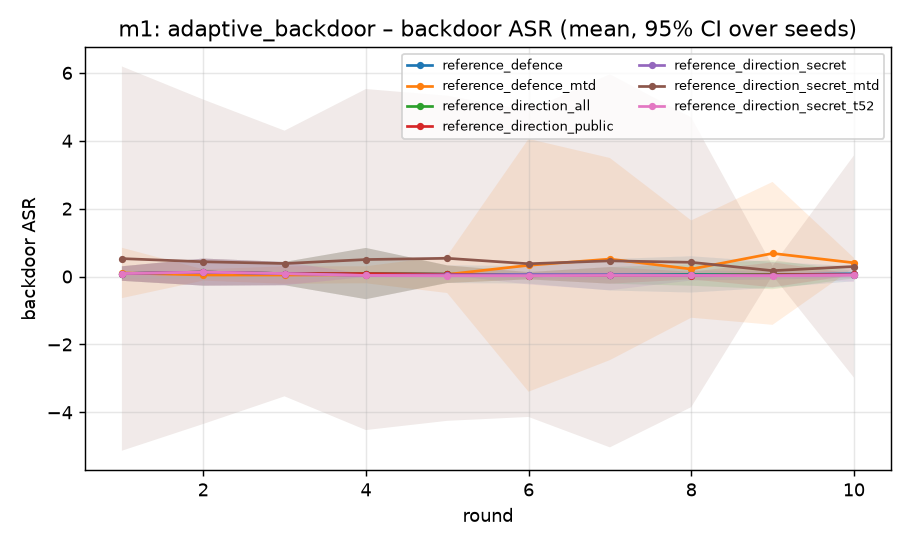 m1: adaptive_backdoor – backdoor ASR (mean, 95% CI over seeds)
reference_defence
reference_defence_mtd
reference_direction_all
reference_direction_public
reference_direction_secret
reference_direction_secret_mtd
reference_direction_secret_t52
backdoor ASR
6
4
2
0
−2
−4
2
4
6
8
10
round